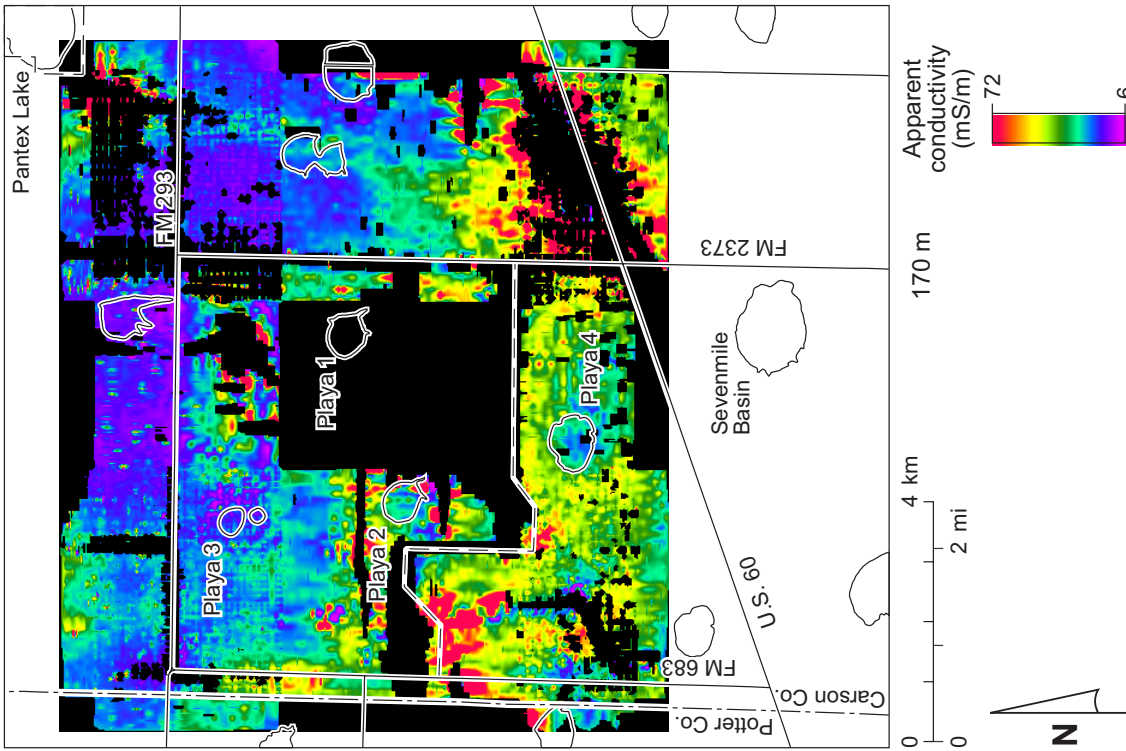 Pantex Lake
FM 293
Playa 3
Playa 1
Playa 2
Playa 4
FM 2373
Sevenmile
Basin
U.S. 60
FM 683
Potter Co.
Carson Co.
170 m
Apparent
conductivity
(mS/m)
72
6
0
4 km
0
2 mi
N